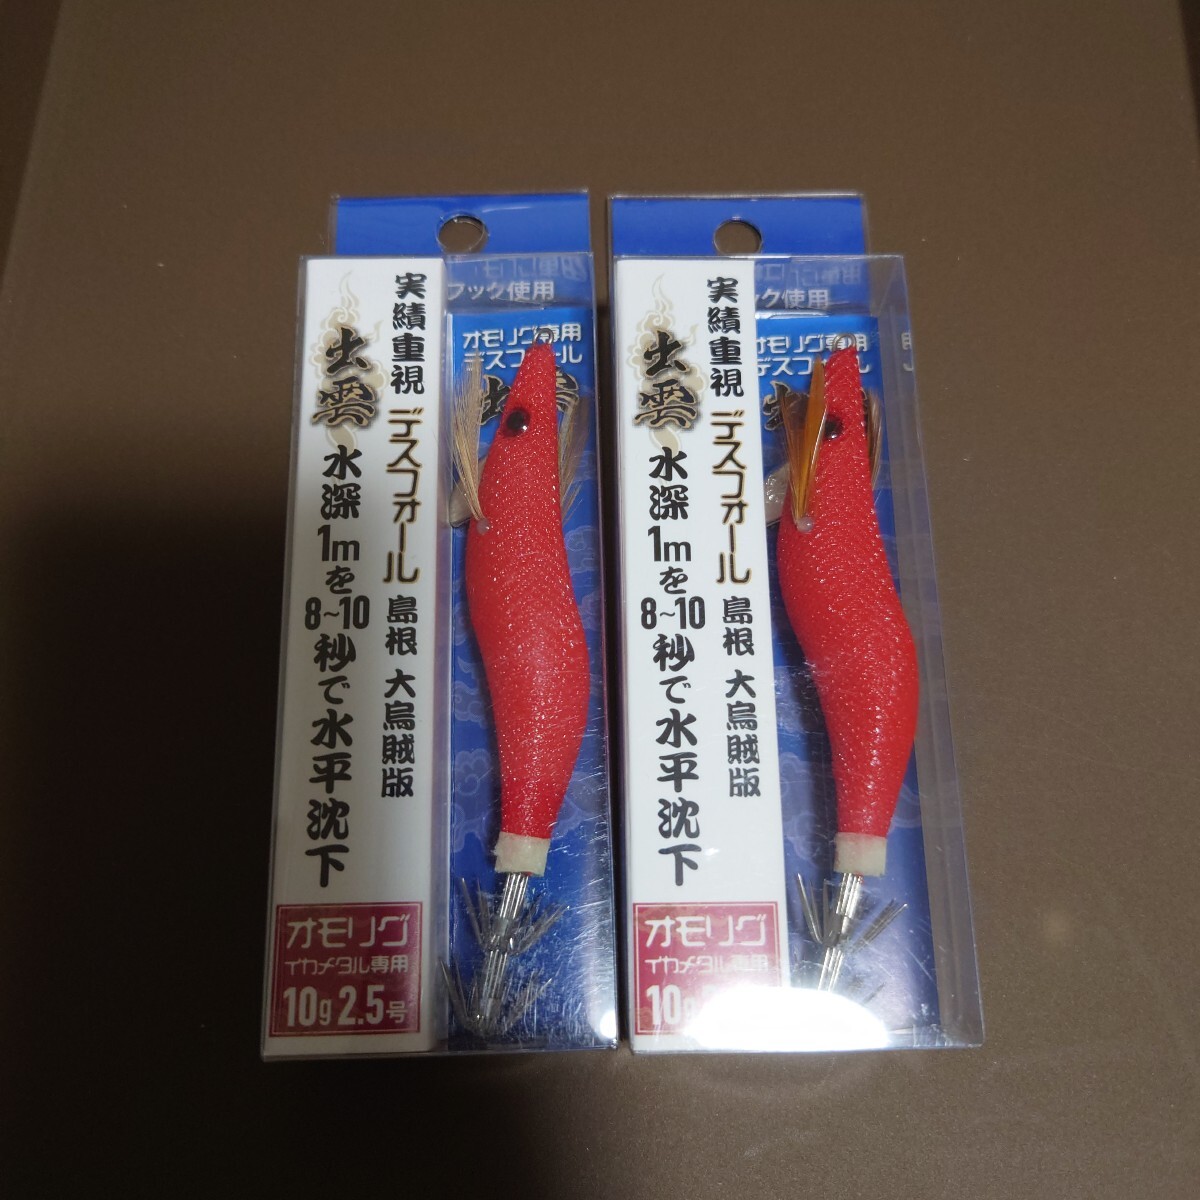 フック使用
オモリグ専用
デスフォール
実績重視 デスフォール 島根 大烏賊版
出雲
水深1mを8~10秒で水平沈下
オモリグ
イカメタル専用
10g 2.5号
ック使用
オモリグ専用
デスフォール
実績重視 デスフォール 島根 大烏賊版
出雲
水深1mを8~10秒で水平沈下
オモリグ
イカメタル専用
10g